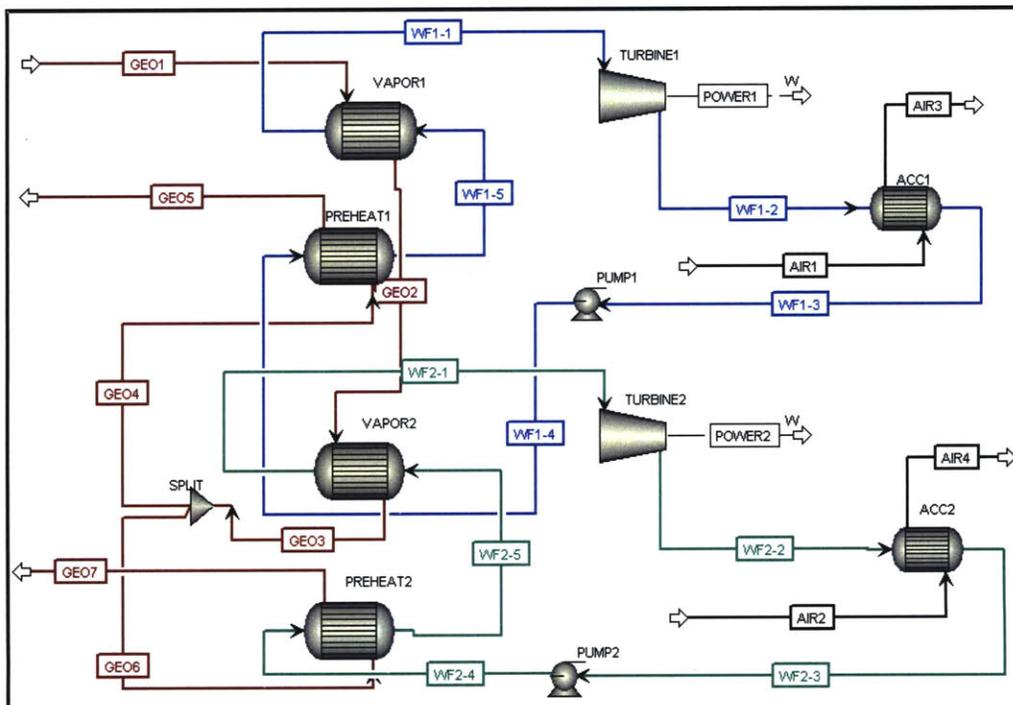 WF1-1
TURBINE1
GEO1
VAPOR1
W
POWER1
AIR3
ACC1
GEO5
WF1-5
WF1-2
PREHEAT1
AIR1
PUMP1
GEO2
WF1-3
WF2-1
GEO4
TURBINE2
VAPOR2
W
WF1-4
POWER2
AIR4
SPLIT
ACC2
GEO3
WF2-5
WF2-2
GEO7
PREHEAT2
AIR2
PUMP2
GEO6
WF2-4
WF2-3